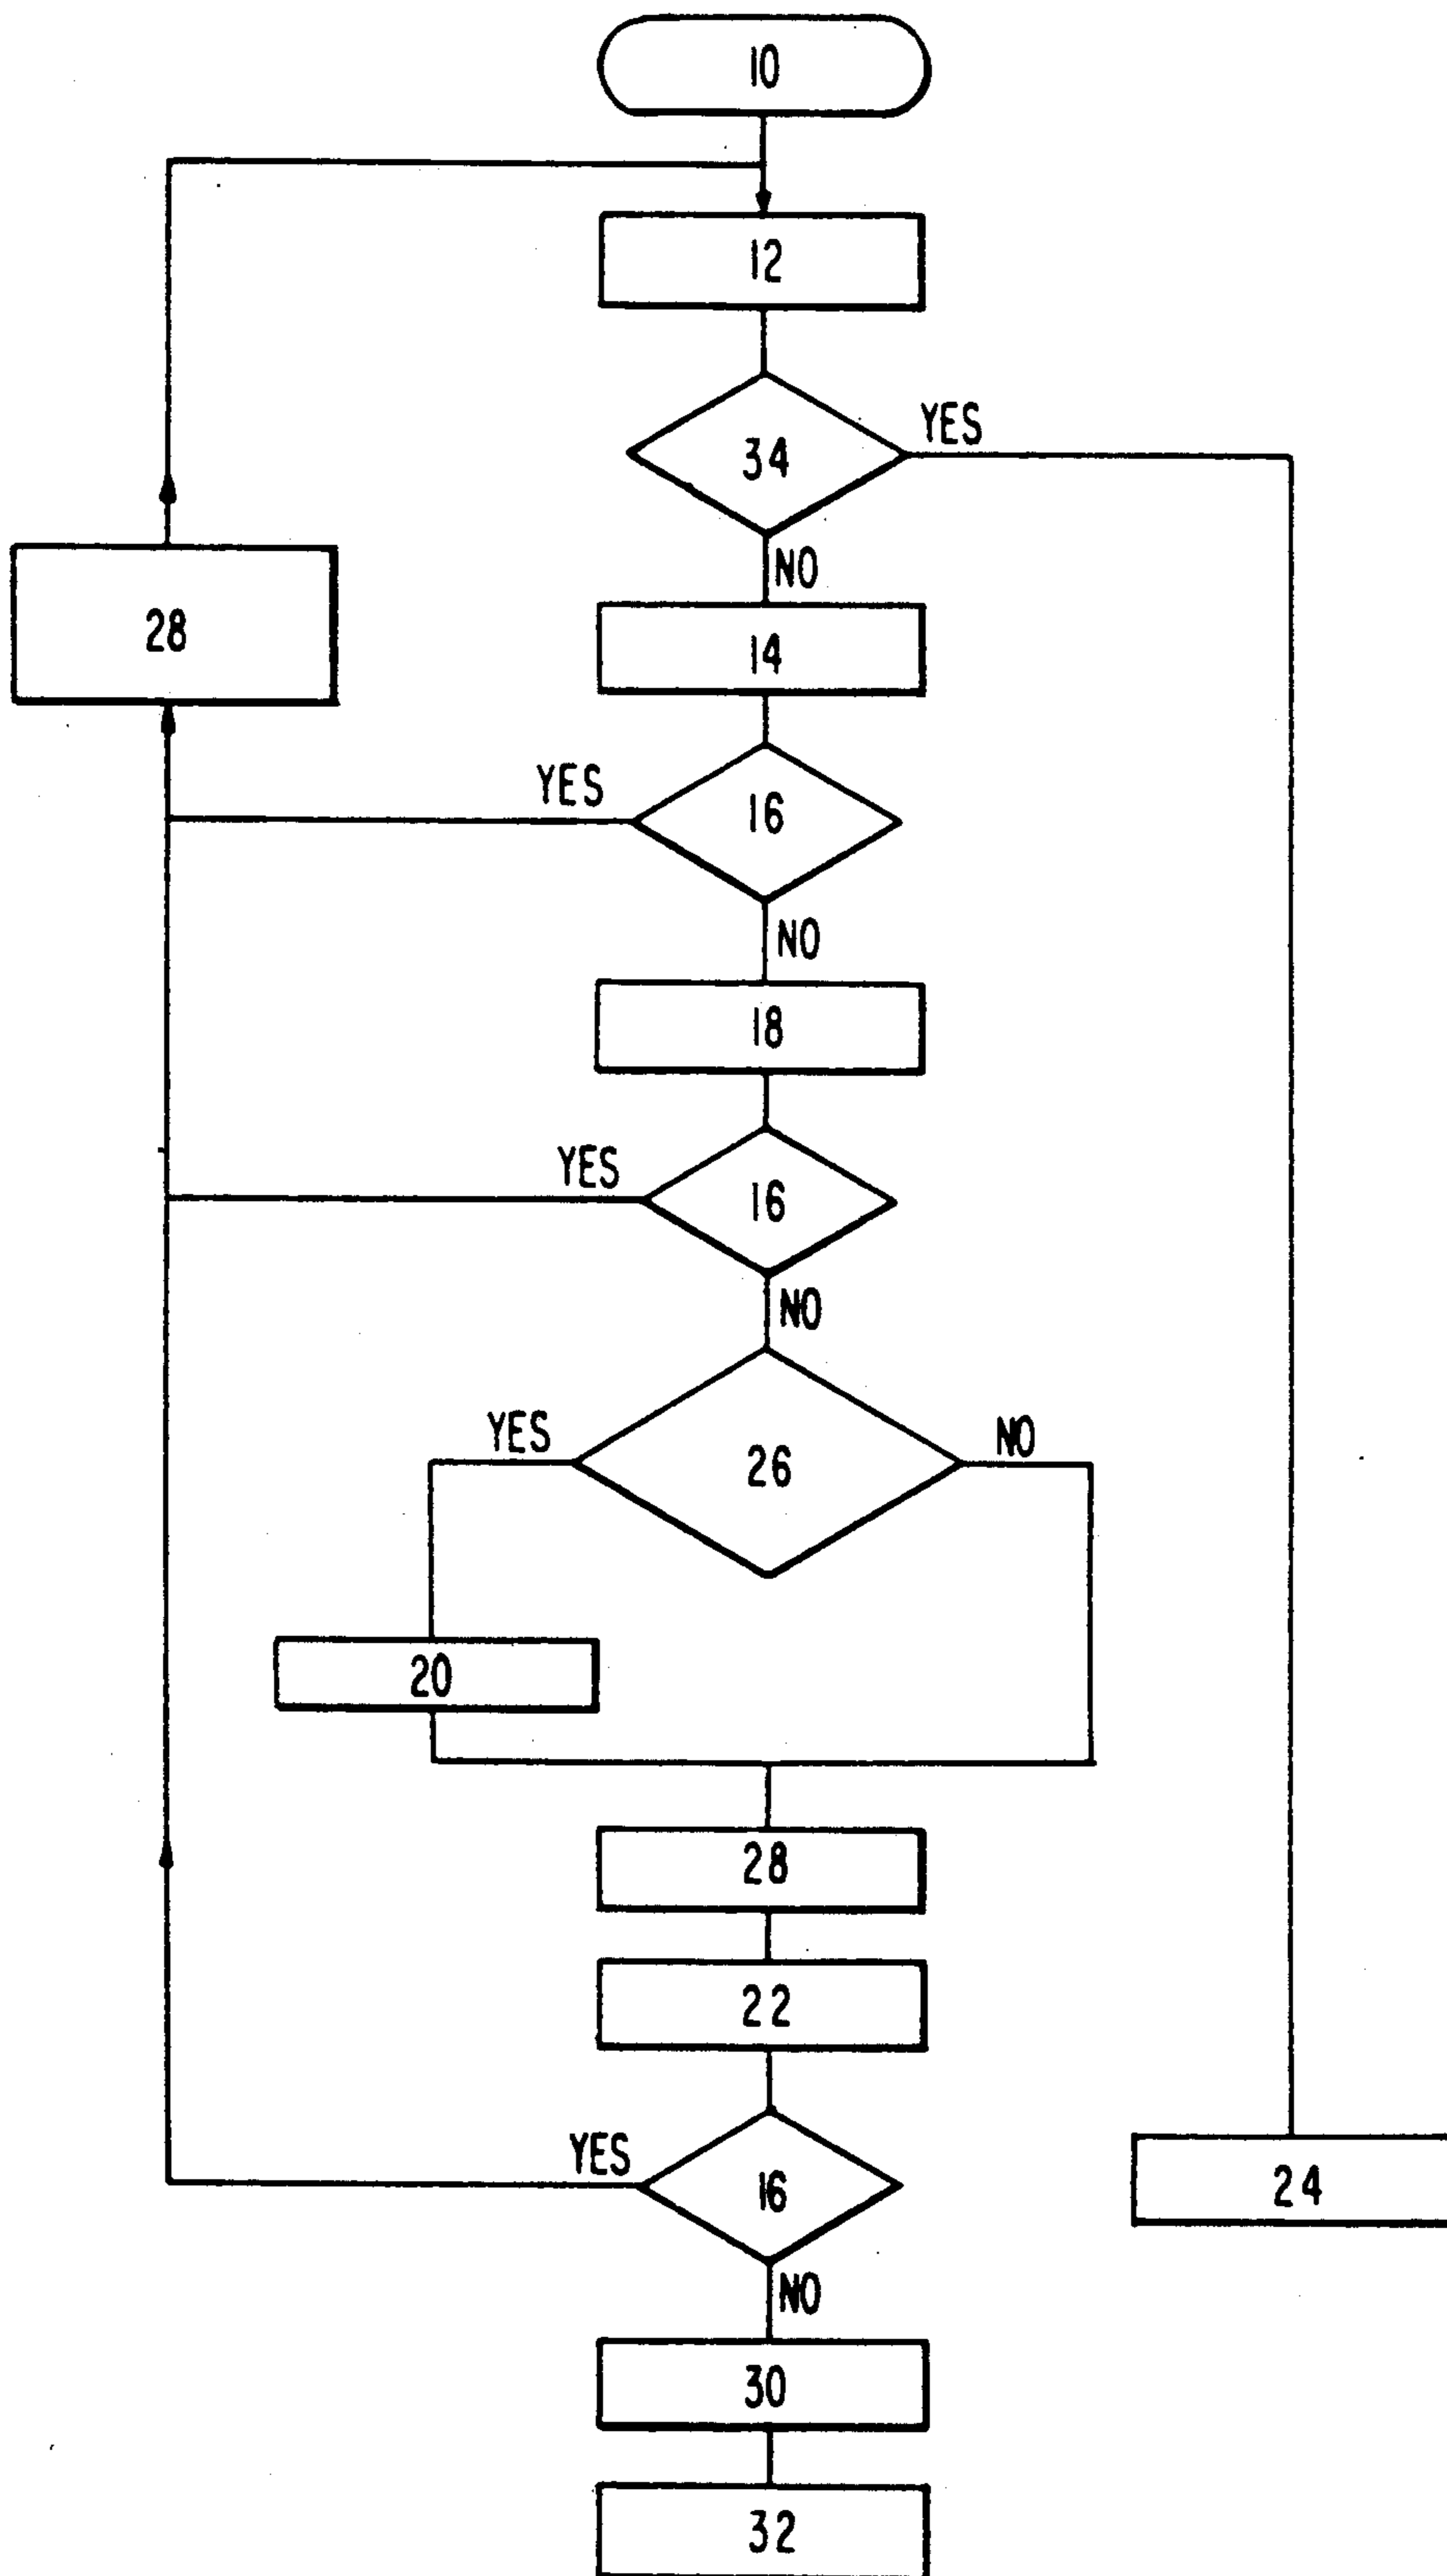 10
12
34
YES
NO
28
14
YES
16
NO
18
YES
16
NO
YES
26
NO
20
28
22
YES
16
24
NO
30
32